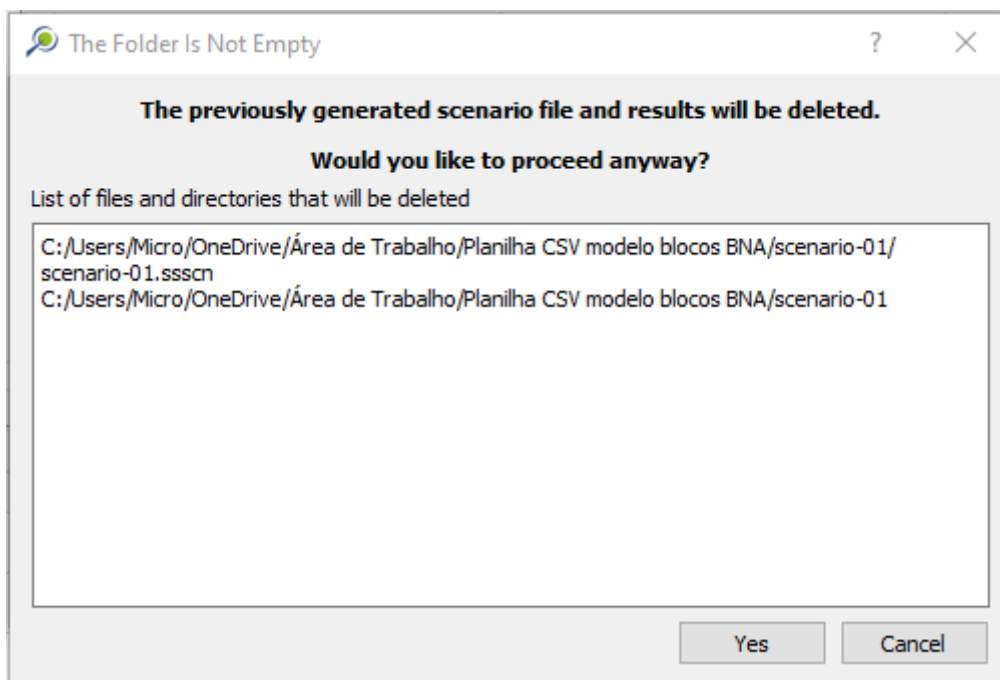 The Folder Is Not Empty
?
The previously generated scenario file and results will be deleted.
Would you like to proceed anyway?
List of files and directories that will be deleted
C:/Users/Micro/OneDrive/Área de Trabalho/Planilha CSV modelo blocos BNA/scenario-01/
scenario-01.ssscn
C:/Users/Micro/OneDrive/Área de Trabalho/Planilha CSV modelo blocos BNA/scenario-01
Yes
Cancel